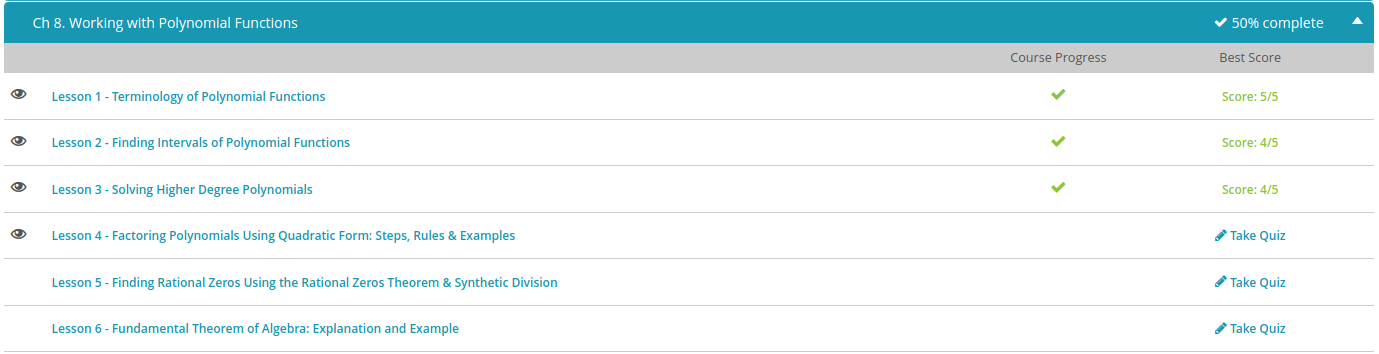 Ch 8. Working with Polynomial Functions 50% complete
Course Progress Best Score
Lesson 1 - Terminology of Polynomial Functions Score: 5/5
Lesson 2 - Finding Intervals of Polynomial Functions Score: 4/5
Lesson 3 - Solving Higher Degree Polynomials Score: 4/5
Lesson 4 - Factoring Polynomials Using Quadratic Form: Steps, Rules & Examples Take Quiz
Lesson 5 - Finding Rational Zeros Using the Rational Zeros Theorem & Synthetic Division Take Quiz
Lesson 6 - Fundamental Theorem of Algebra: Explanation and Example Take Quiz